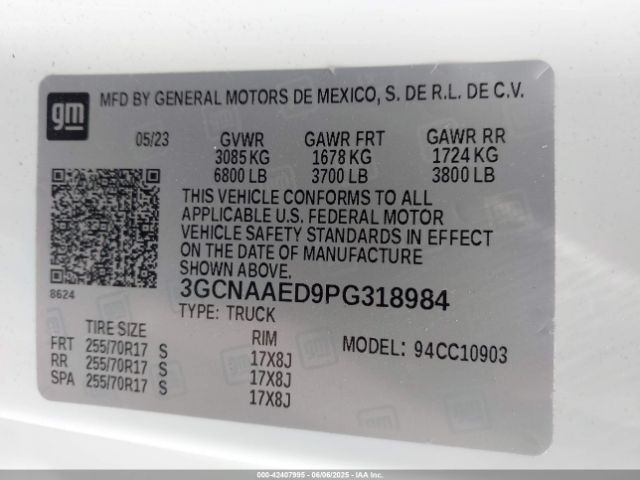 gm
MFD BY GENERAL MOTORS DE MEXICO, S. DE R.L. DE C.V.
05/23 GVWR GAWR FRT GAWR RR
3085 KG 1678 KG 1724 KG
6800 LB 3700 LB 3800 LB
THIS VEHICLE CONFORMS TO ALL
APPLICABLE U.S. FEDERAL MOTOR
VEHICLE SAFETY STANDARDS IN EFFECT
ON THE DATE OF MANUFACTURE
SHOWN ABOVE.
8624
3GCNAAED9PG318984
TYPE: TRUCK
TIRE SIZE RIM MODEL: 94CC10903
FRT 255/70R17 S 17X8J
RR 255/70R17 S 17X8J
SPA 255/70R17 S 17X8J
000-42407995 - 06/06/2025 - IAAI.COM